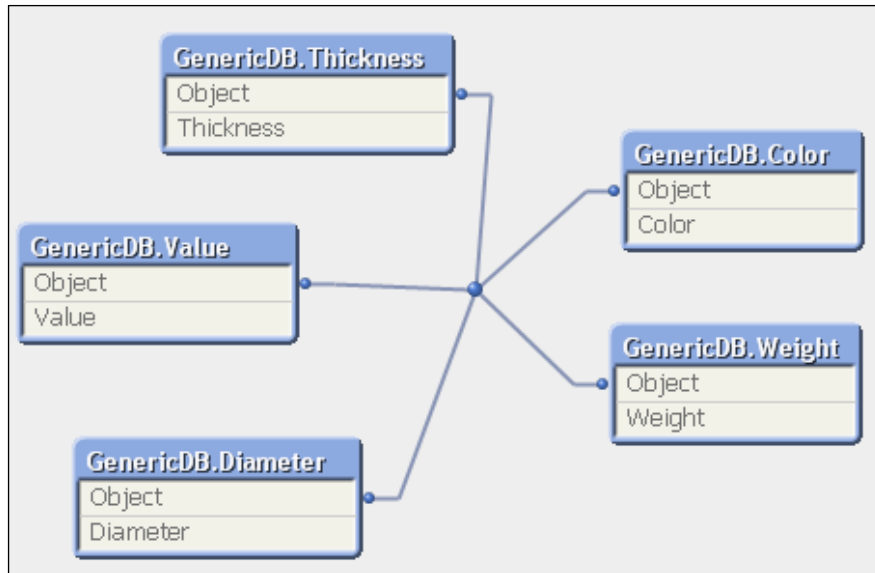 GenericDB.Thickness
Object
Thickness
GenericDB.Color
Object
Color
GenericDB.Value
Object
Value
GenericDB.Weight
Object
Weight
GenericDB.Diameter
Object
Diameter